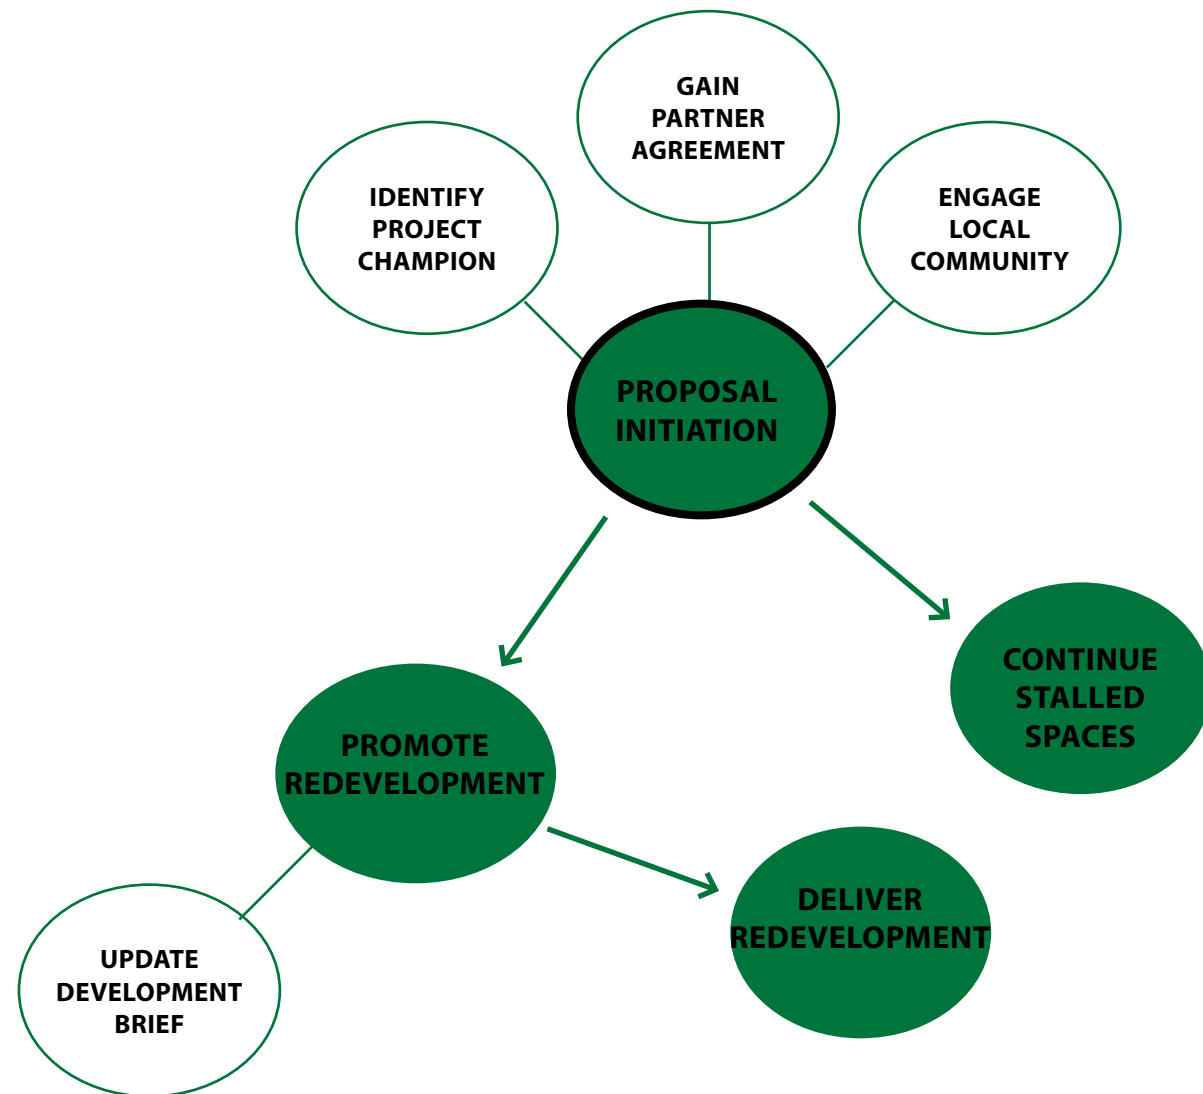 GAIN
PARTNER
AGREEMENT
IDENTIFY
PROJECT
CHAMPION
ENGAGE
LOCAL
COMMUNITY
PROPOSAL
INITIATION
CONTINUE
STALLED
SPACES
PROMOTE
REDEVELOPMENT
DELIVER
REDEVELOPMENT
UPDATE
DEVELOPMENT
BRIEF